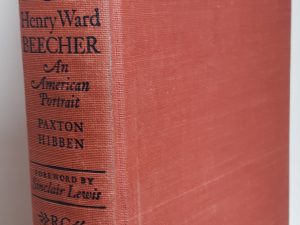 Henry Ward
BEECHER
An
American
Portrait
PAXTON
HIBBEN
FOREWORD BY
Sinclair Lewis